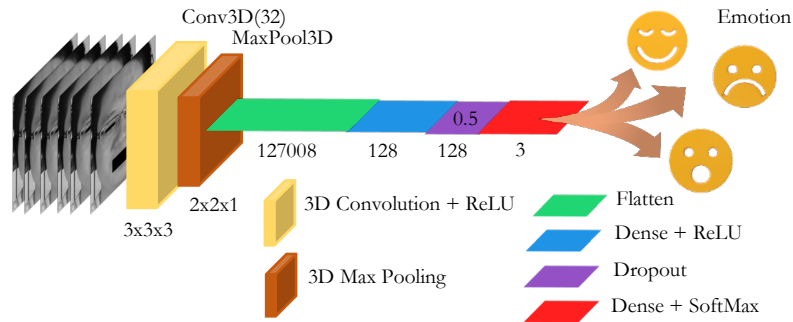 Conv3D(32)
MaxPool3D
Emotion
0.5
127008
128
128
3
3x3x3
2x2x1
3D Convolution + ReLU
3D Max Pooling
Flatten
Dense + ReLU
Dropout
Dense + SoftMax